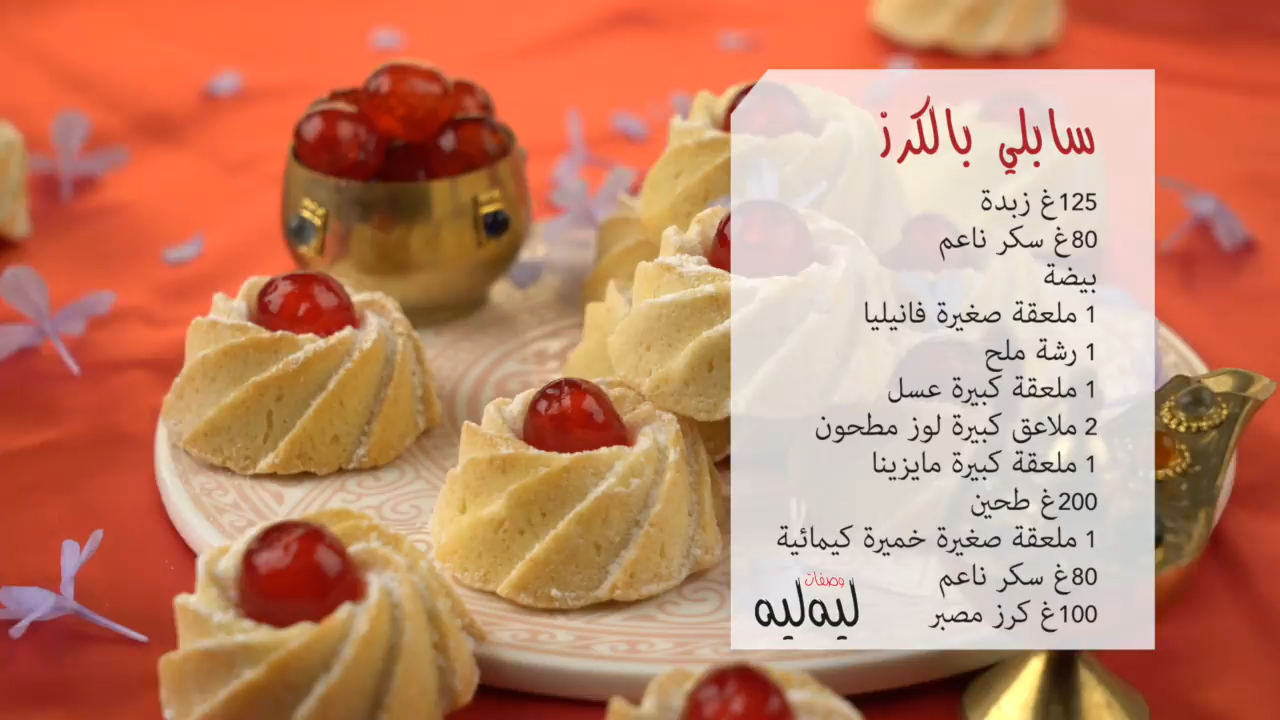 سابلي بالكرز
125غ زبدة
80غ سكر ناعم
بيضة
1 ملعقة صغيرة فانيليا
1 رشة ملح
1 ملعقة كبيرة عسل
2 ملاعق كبيرة لوز مطحون
1 ملعقة كبيرة مايزينا
200غ طحين
1 ملعقة صغيرة خميرة كيمائية
80غ سكر ناعم
100غ كرز مصبر
وصفات
ليه ليه